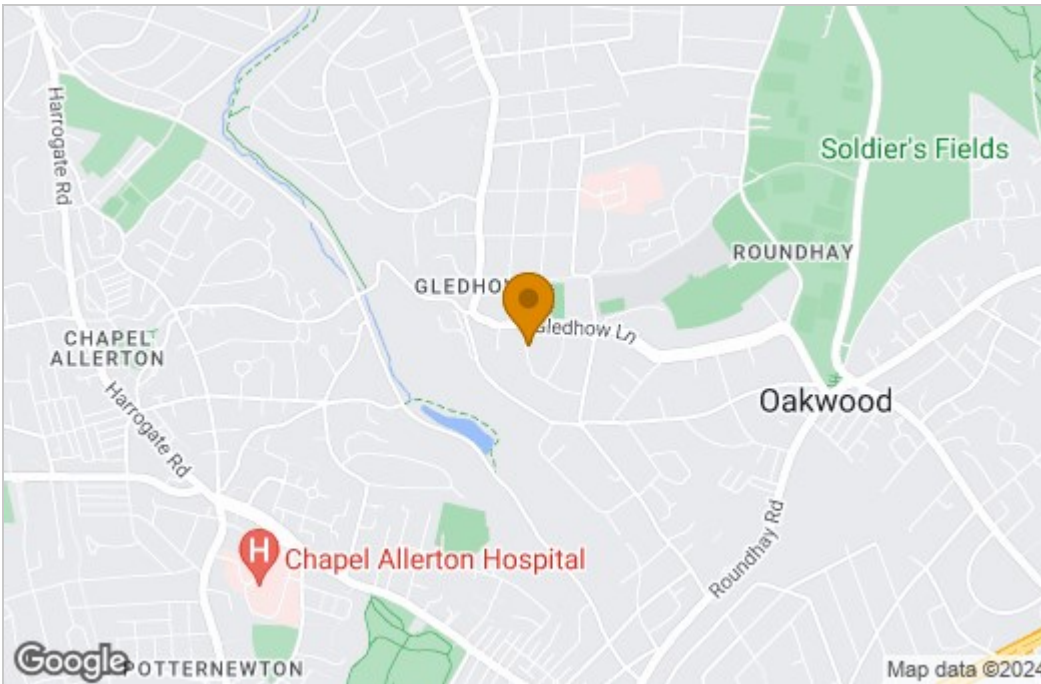 Harrogate Rd
Soldier's Fields
ROUNDHAY
GLEDHO
Gledhow Ln
CHAPEL
ALLERTON
Oakwood
Harrogate Rd
Roundhay Rd
H
Chapel Allerton Hospital
Google
POTTERNEWTON
Map data ©2024